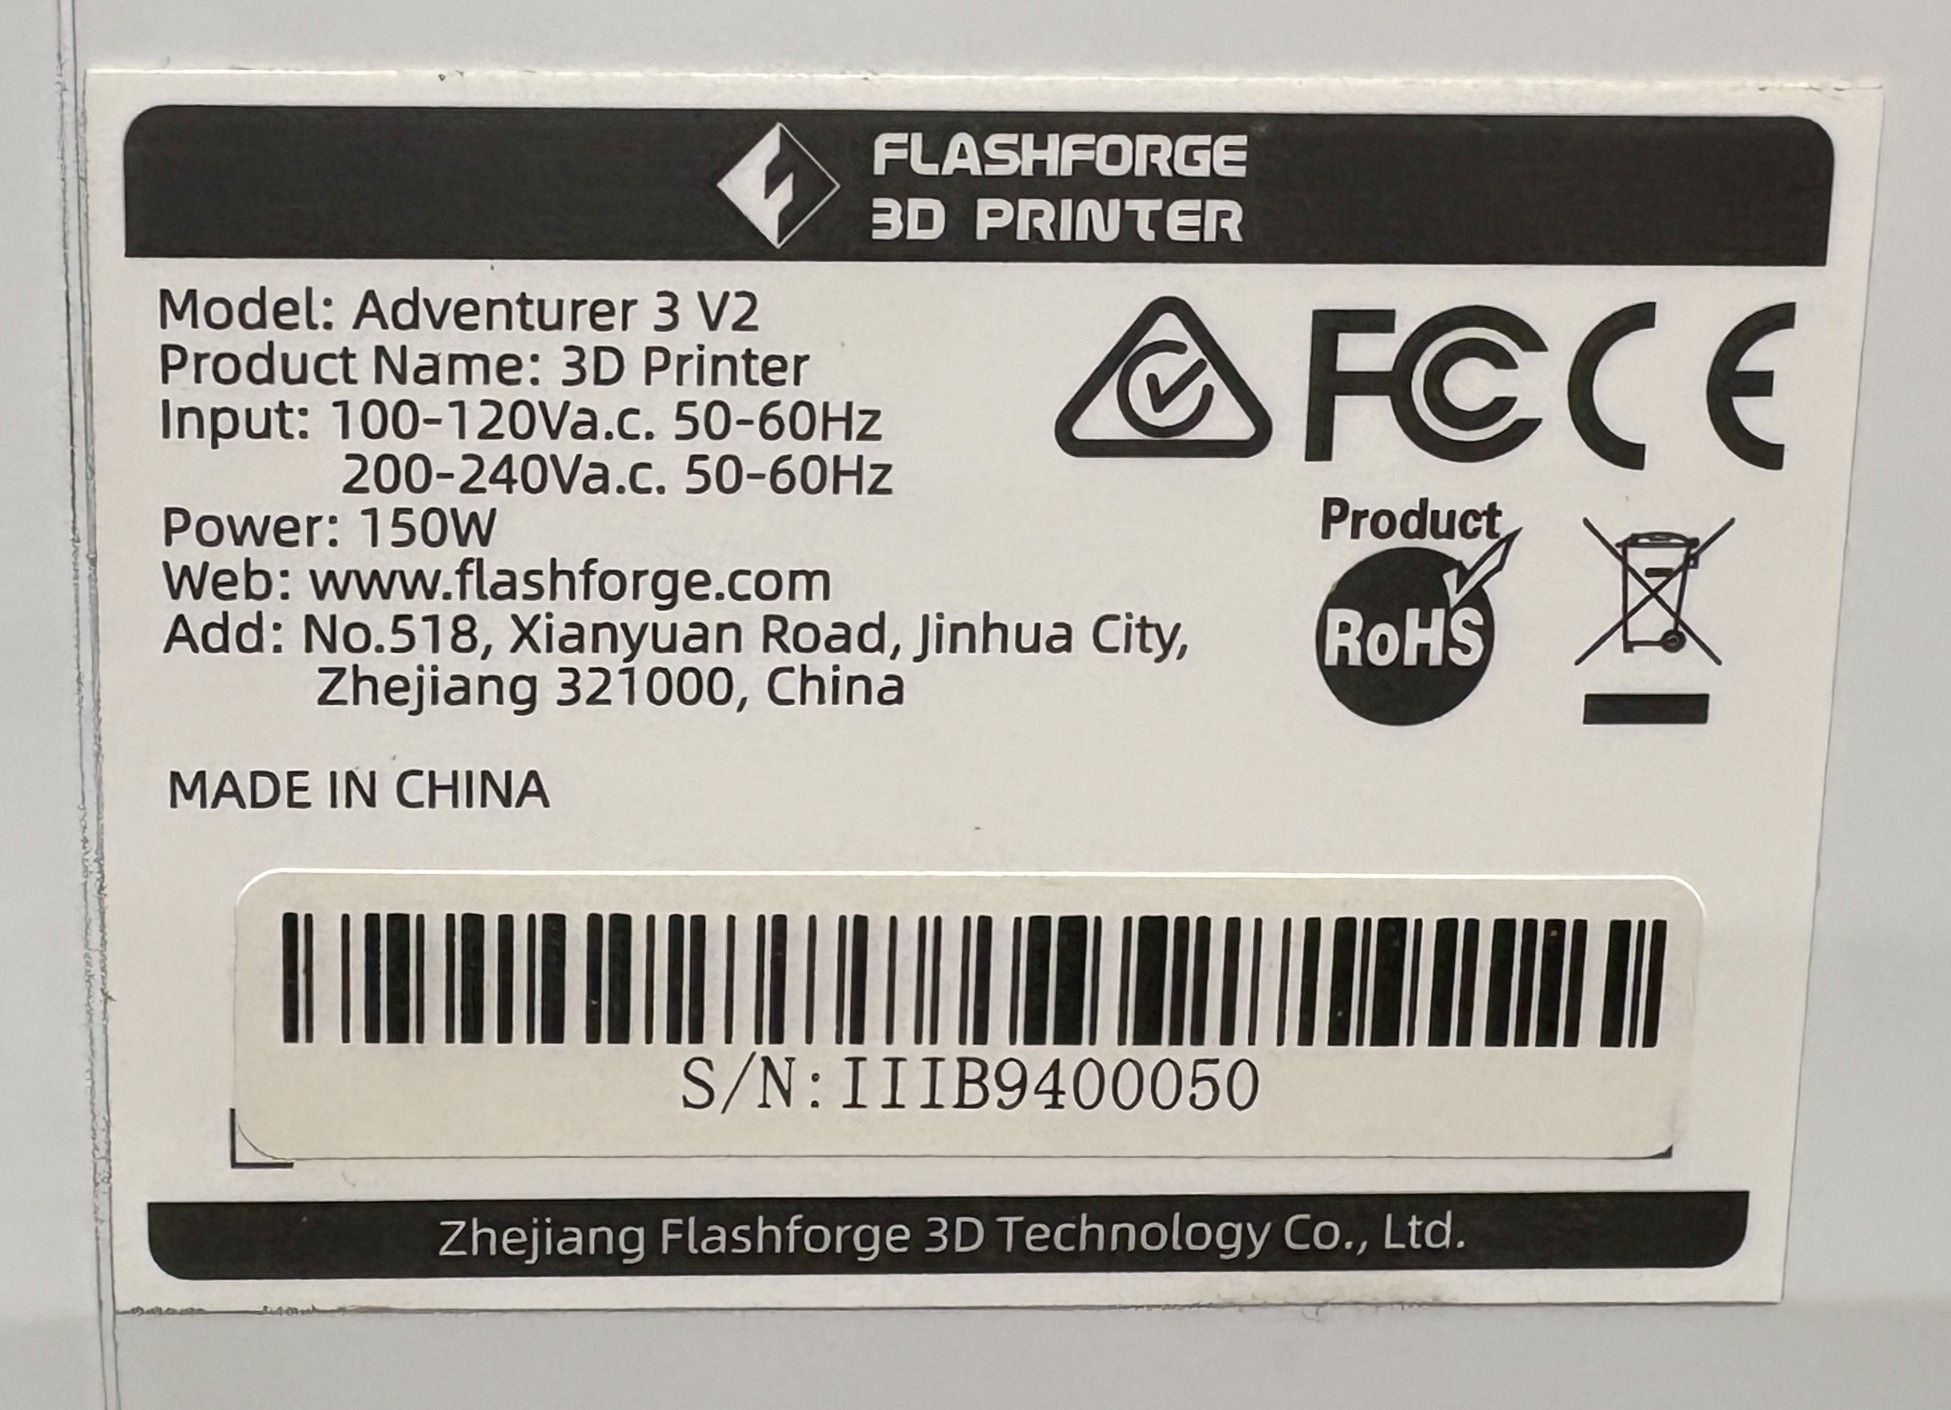 FLASHFORGE
3D PRINTER
Model: Adventurer 3 V2
Product Name: 3D Printer
Input: 100-120Va.c. 50-60Hz
200-240Va.c. 50-60Hz
Power: 150W
Web: www.flashforge.com
Add: No.518, Xianyuan Road, Jinhua City,
Zhejiang 321000, China
MADE IN CHINA
FC CE
Product
RoHS
S/N:IIIB9400050
Zhejiang Flashforge 3D Technology Co., Ltd.